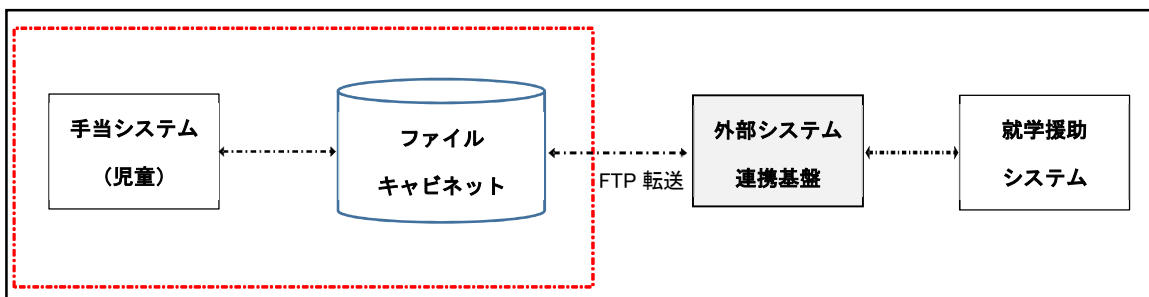 手当システム
（児童）
ファイル
キャビネット
FTP 転送
外部システム
連携基盤
就学援助
システム